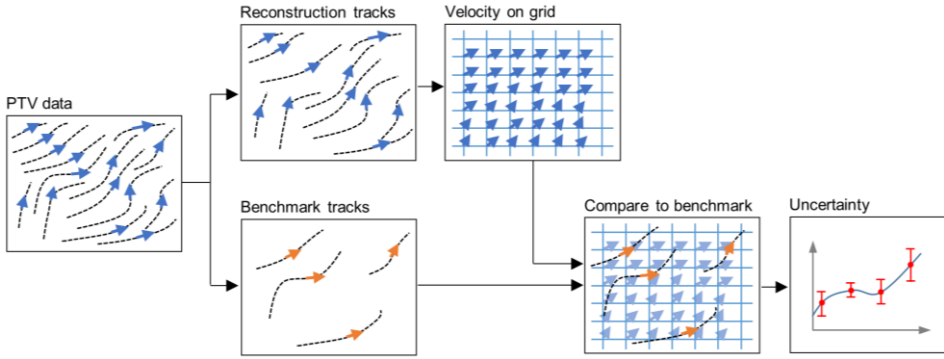 Reconstruction tracks
Velocity on grid
PTV data
Benchmark tracks
Compare to benchmark
Uncertainty